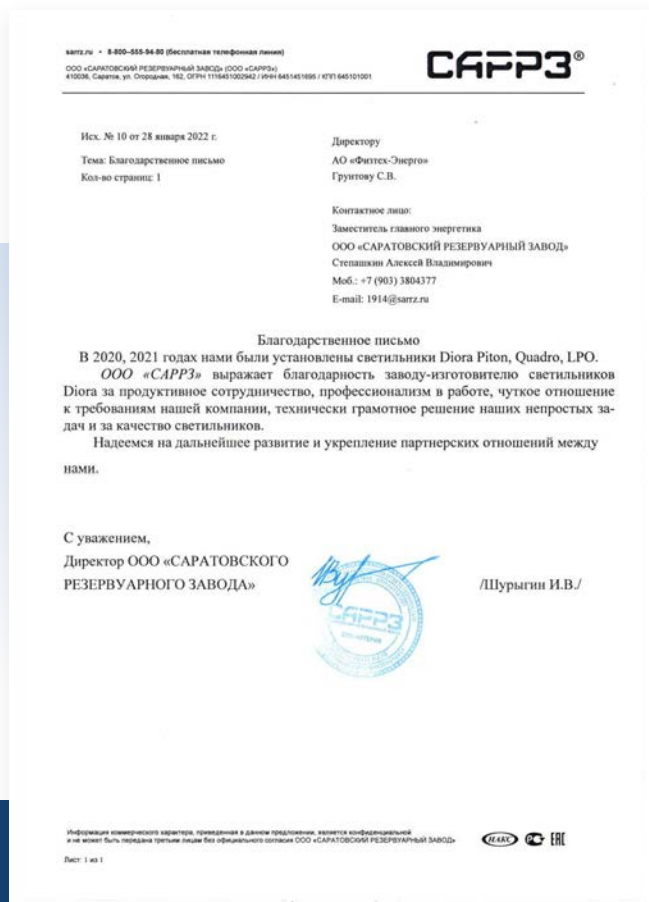 sarrz.ru • 8-800-555-94-80 (бесплатная телефонная линия)
САРРЗ®
ООО «САРАТОВСКИЙ РЕЗЕРВУАРНЫЙ ЗАВОД» (ООО «САРРЗ»)
410036, Саратов, ул. Огородная, 162, ОГРН 1116451002942 / ИНН 6451431695 / КПП 645101001
Исх. № 10 от 28 января 2022 г.
Тема: Благодарственное письмо
Кол-во страниц: 1
Директору
АО «Физтех-Энерго»
Грунтову С.В.
Контактное лицо:
Заместитель главного энергетика
ООО «САРАТОВСКИЙ РЕЗЕРВУАРНЫЙ ЗАВОД»
Степашкин Алексей Владимирович
Моб.: +7 (903) 3804377
E-mail: 1914@sarrz.ru
Благодарственное письмо
В 2020, 2021 годах нами были установлены светильники Diora Piton, Quadro, LPO.
ООО «САРРЗ» выражает благодарность заводу-изготовителю светильников
Diora за продуктивное сотрудничество, профессионализм в работе, чуткое отношение
к требованиям нашей компании, технически грамотное решение наших непростых за-
дач и за качество светильников.
Надеемся на дальнейшее развитие и укрепление партнерских отношений между
нами.
С уважением,
Директор ООО «САРАТОВСКОГО
РЕЗЕРВУАРНОГО ЗАВОДА»
/Шурыгин И.В./
САРРЗ
Информация коммерческого характера, приведенная в данном предложении, является конфиденциальной
и не может быть передана третьим лицам без официального согласия ООО «САРАТОВСКИЙ РЕЗЕРВУАРНЫЙ ЗАВОД»
НАКС
ЕАС
Лист: 1 из 1